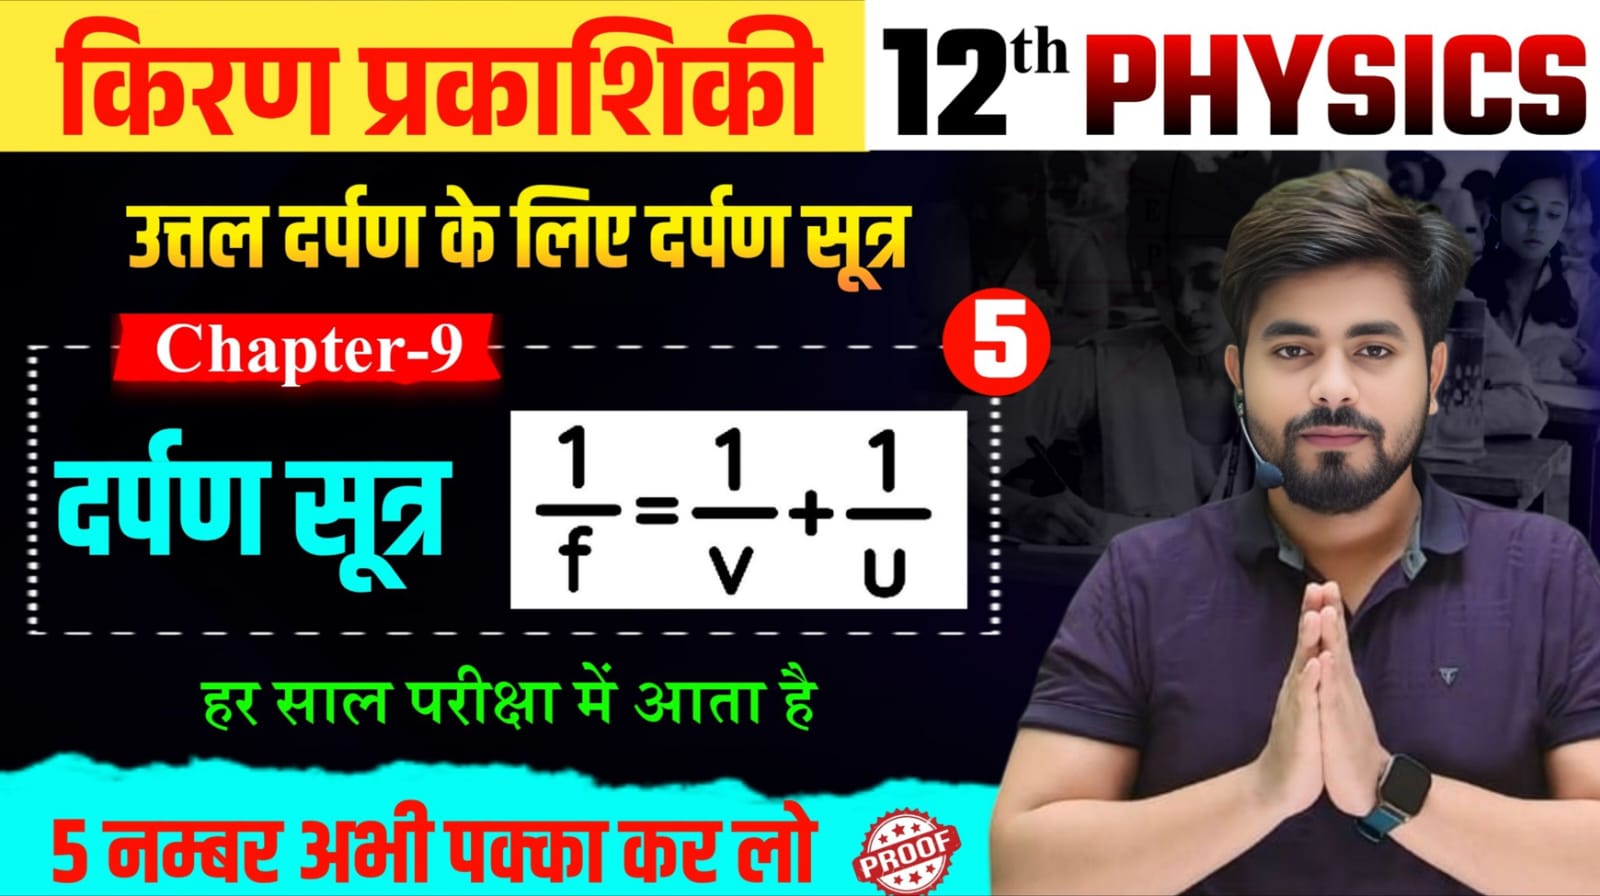 किरण प्रकाशिकी
12th PHYSICS
उत्तल दर्पण के लिए दर्पण सूत्र
Chapter-9
5
दर्पण सूत्र
1/f = 1/v + 1/u
हर साल परीक्षा में आता है
5 नम्बर अभी पक्का कर लो
PROOF